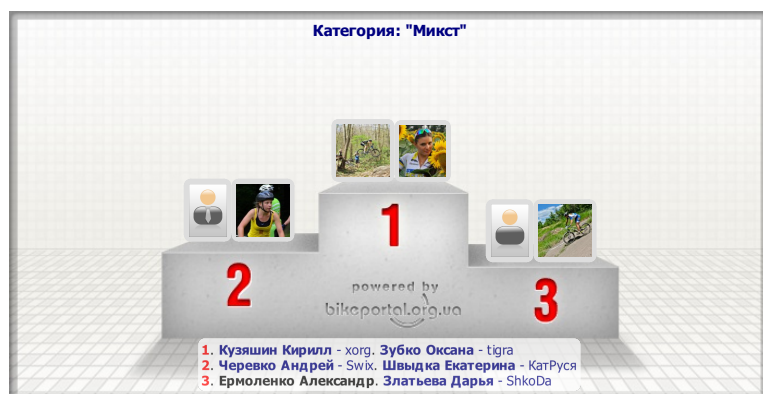 Категория: "Микст"
1
2
3
powered by
bikeportal.org.ua
1. Кузяшин Кирилл - xorg. Зубко Оксана - tigra
2. Черевко Андрей - Swix. Швыдка Екатерина - КатРуся
3. Ермоленко Александр. Златьева Дарья - ShkoDa